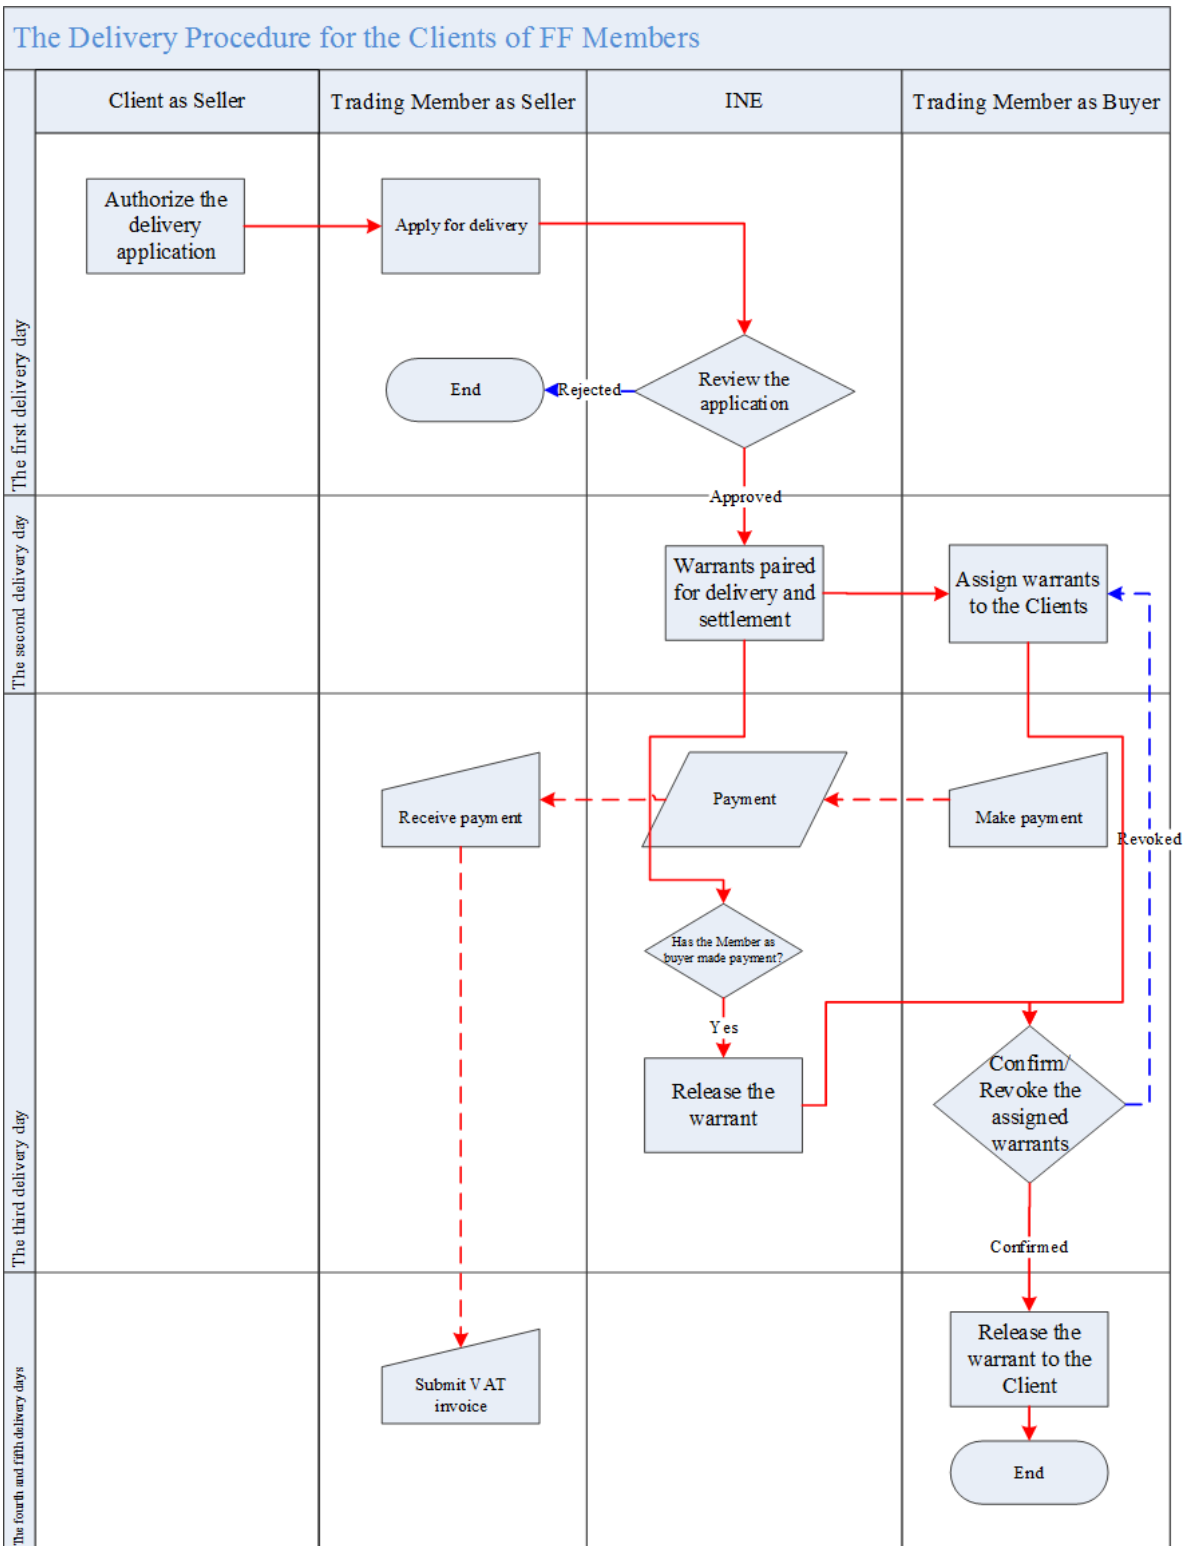 The Delivery Procedure for the Clients of FF Members
Client as Seller
Trading Member as Seller
INE
Trading Member as Buyer
The first delivery day
Authorize the
delivery
application
Apply for delivery
End
Rejected
Review the
application
Approved
The second delivery day
Warrants paired
for delivery and
settlement
Assign warrants
to the Clients
The third delivery day
Receive payment
Payment
Make payment
Revoked
Has the Member as
buyer made payment?
Yes
Release the
warrant
Confirm/
Revoke the
assigned
warrants
Confirmed
The fourth and fifth delivery days
Submit VAT
invoice
Release the
warrant to the
Client
End